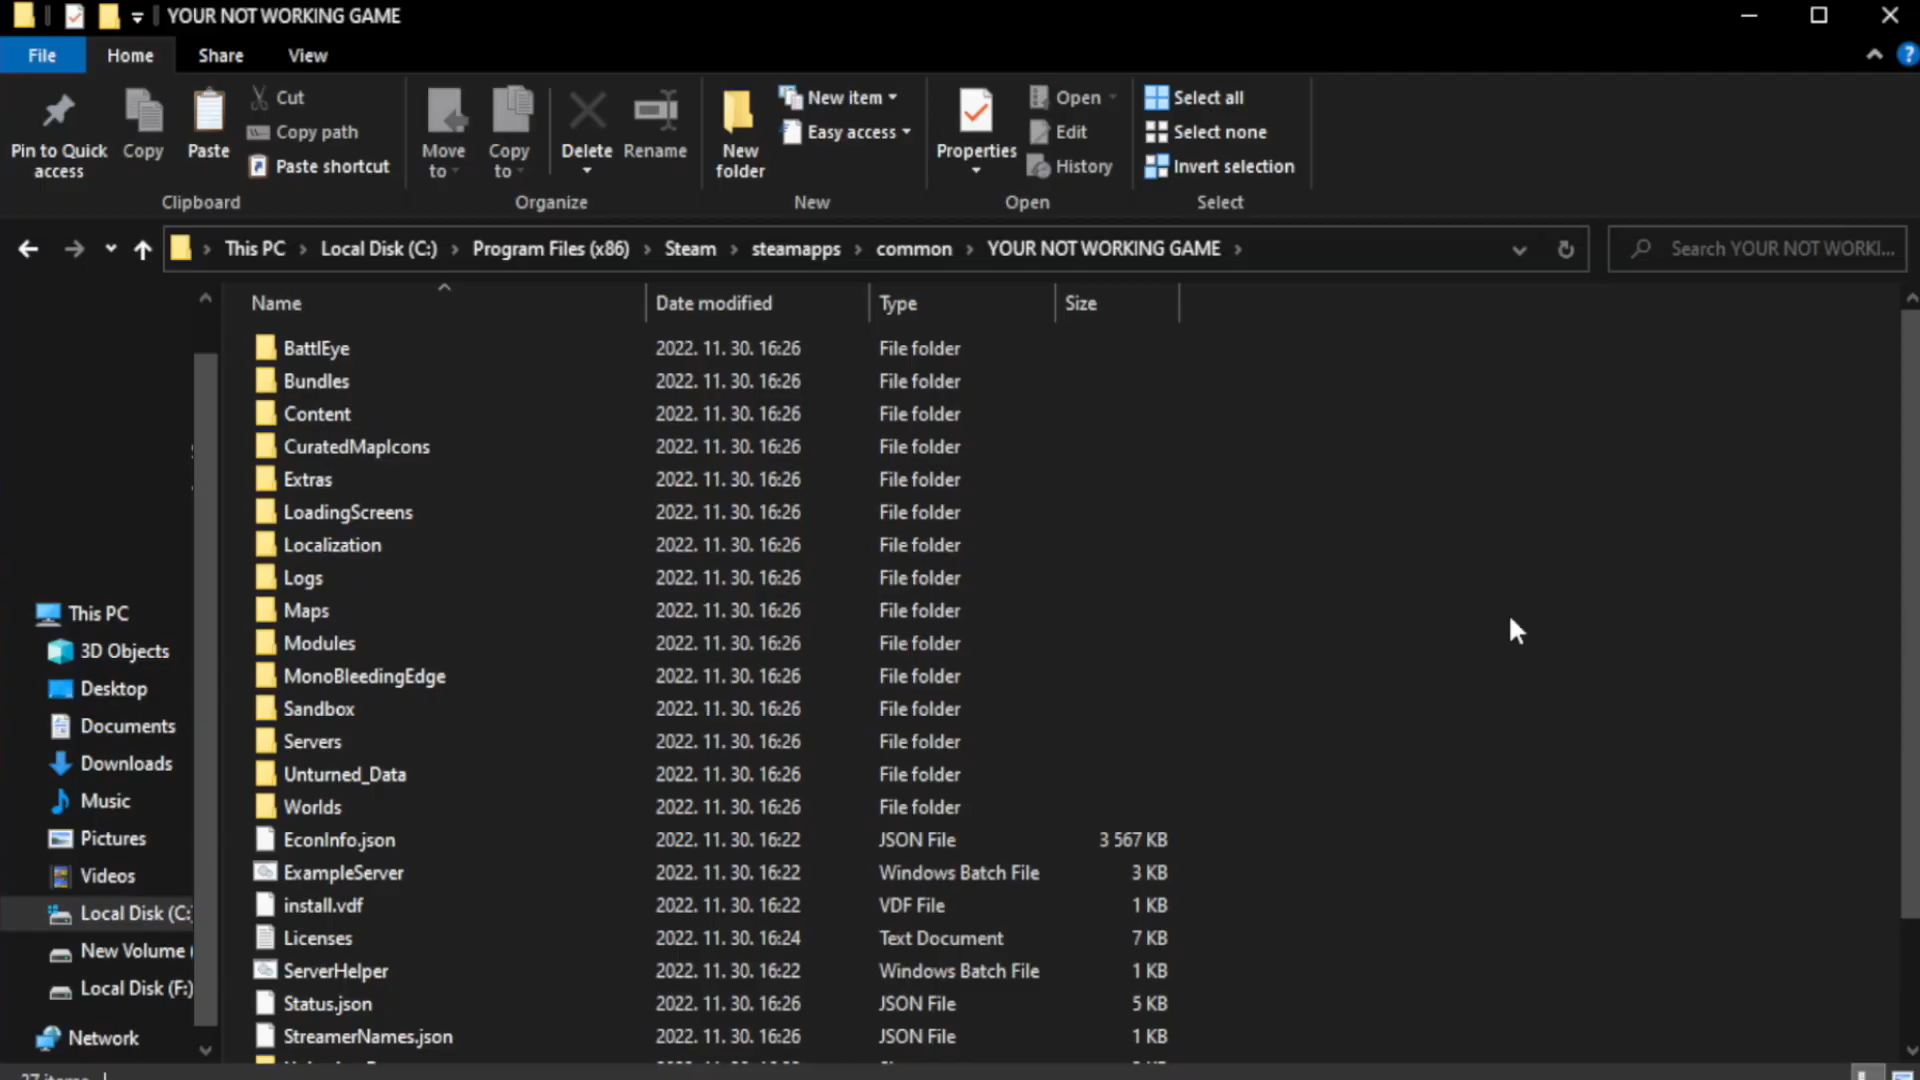 YOUR NOT WORKING GAME
File Home Share View
Pin to Quick access
Copy
Paste
Cut
Copy path
Paste shortcut
Clipboard
Move to
Copy to
Delete
Rename
Organize
New folder
New item
Easy access
New
Properties
Open
Edit
History
Open
Select all
Select none
Invert selection
Select
This PC Local Disk (C:) Program Files (x86) Steam steamapps common YOUR NOT WORKING GAME
Search YOUR NOT WORKI...
This PC
3D Objects
Desktop
Documents
Downloads
Music
Pictures
Videos
Local Disk (C:
New Volume (
Local Disk (F:)
Network
Name Date modified Type Size
BattlEye 2022. 11. 30. 16:26 File folder
Bundles 2022. 11. 30. 16:26 File folder
Content 2022. 11. 30. 16:26 File folder
CuratedMapIcons 2022. 11. 30. 16:26 File folder
Extras 2022. 11. 30. 16:26 File folder
LoadingScreens 2022. 11. 30. 16:26 File folder
Localization 2022. 11. 30. 16:26 File folder
Logs 2022. 11. 30. 16:26 File folder
Maps 2022. 11. 30. 16:26 File folder
Modules 2022. 11. 30. 16:26 File folder
MonoBleedingEdge 2022. 11. 30. 16:26 File folder
Sandbox 2022. 11. 30. 16:26 File folder
Servers 2022. 11. 30. 16:26 File folder
Unturned_Data 2022. 11. 30. 16:26 File folder
Worlds 2022. 11. 30. 16:26 File folder
EconInfo.json 2022. 11. 30. 16:22 JSON File 3 567 KB
ExampleServer 2022. 11. 30. 16:22 Windows Batch File 3 KB
install.vdf 2022. 11. 30. 16:22 VDF File 1 KB
Licenses 2022. 11. 30. 16:24 Text Document 7 KB
ServerHelper 2022. 11. 30. 16:22 Windows Batch File 1 KB
Status.json 2022. 11. 30. 16:26 JSON File 5 KB
StreamerNames.json 2022. 11. 30. 16:26 JSON File 1 KB